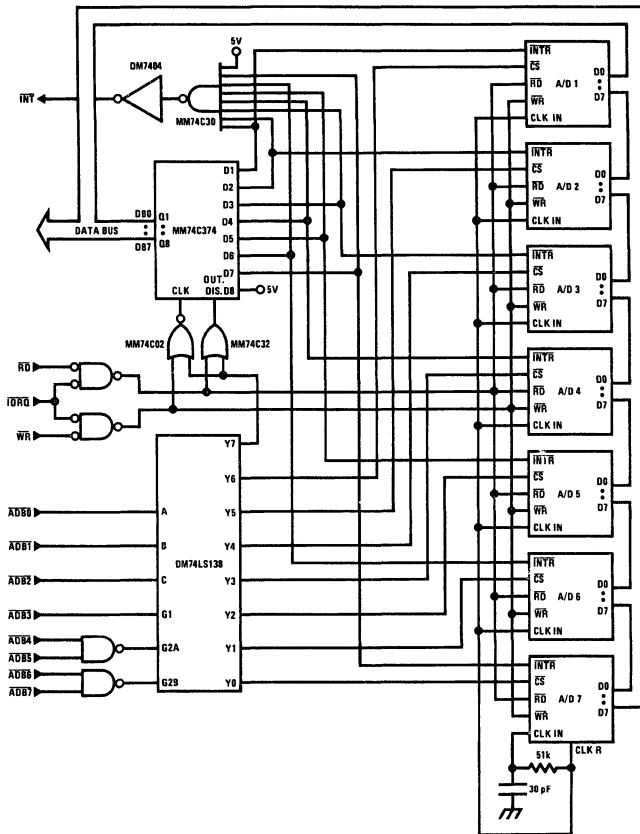 5V
DM7404
INT
MM74C30
INTR
CS
RD
A/D 1
WR
CLK IN
D0
D7
D1
D2
D3
D4
D5
D6
D7
MM74C374
DB0
Q1
DATA BUS
DB7
Q8
OUT.
CLK
DIS.
D8
5V
INTR
CS
RD
A/D 2
WR
CLK IN
D0
D7
INTR
CS
RD
A/D 3
WR
CLK IN
D0
D7
MM74C02
MM74C32
RD
IORQ
WR
INTR
CS
RD
A/D 4
WR
CLK IN
D0
D7
Y7
Y6
Y5
Y4
Y3
Y2
Y1
Y0
ADB0
A
ADB1
B
DM74LS138
ADB2
C
ADB3
G1
ADB4
ADB5
G2A
ADB6
ADB7
G2B
INTR
CS
RD
A/D 5
WR
CLK IN
D0
D7
INTR
CS
RD
A/D 6
WR
CLK IN
D0
D7
INTR
CS
RD
A/D 7
WR
CLK IN
D0
D7
CLK R
51k
30 pF